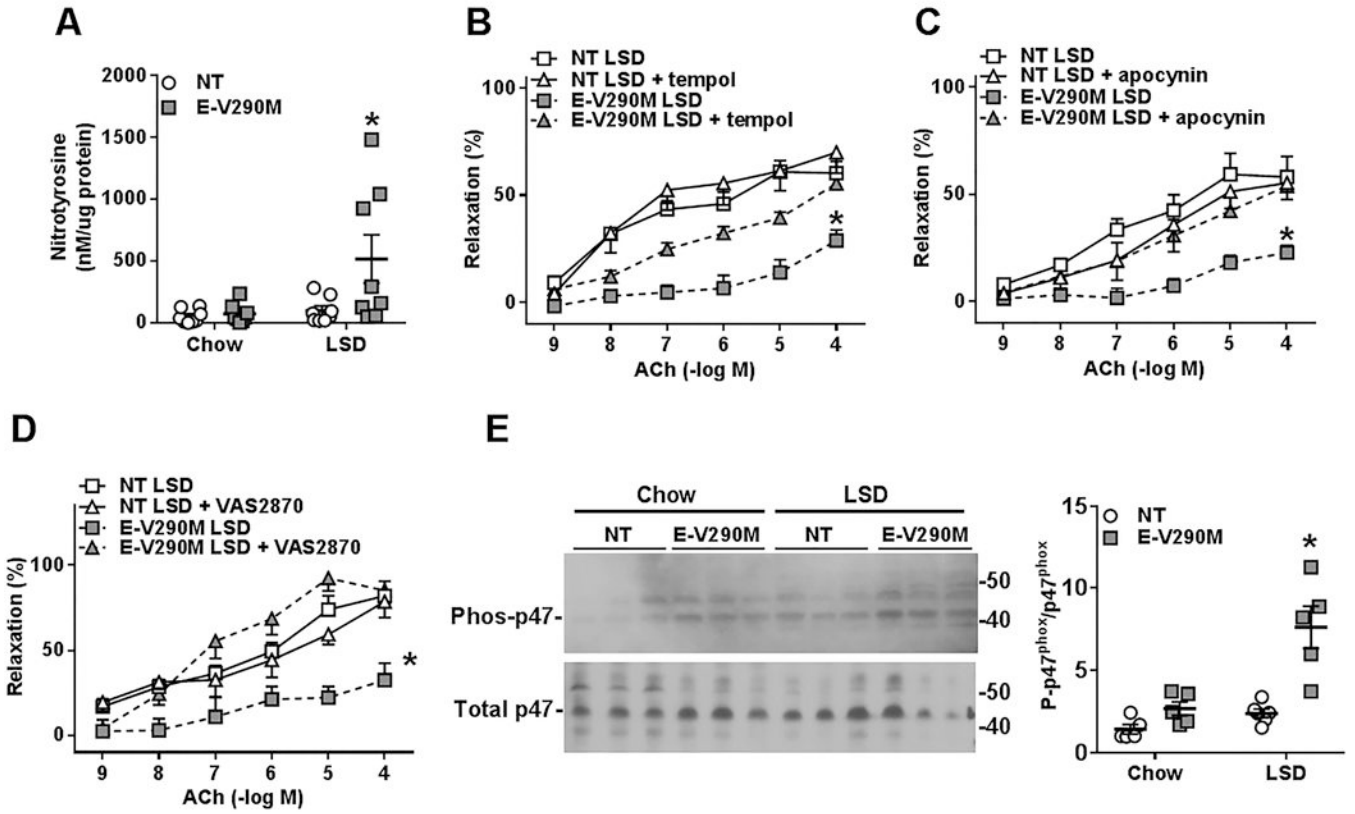 A
2000
1500
1000
500
0
Nitrotyrosine
(nM/ug protein)
NT
E-V290M
*
Chow LSD
B
NT LSD
NT LSD + tempol
E-V290M LSD
E-V290M LSD + tempol
100
50
0
Relaxation (%)
*
9 8 7 6 5 4
ACh (-log M)
C
NT LSD
NT LSD + apocynin
E-V290M LSD
E-V290M LSD + apocynin
100
50
0
Relaxation (%)
*
9 8 7 6 5 4
ACh (-log M)
D
NT LSD
NT LSD + VAS2870
E-V290M LSD
E-V290M LSD + VAS2870
100
50
0
Relaxation (%)
*
9 8 7 6 5 4
ACh (-log M)
E
Chow LSD
NT E-V290M NT E-V290M
Phos-p47-
-50
-40
Total p47-
-50
-40
15
10
5
0
P-p47phox/p47phox
NT
E-V290M
*
Chow LSD